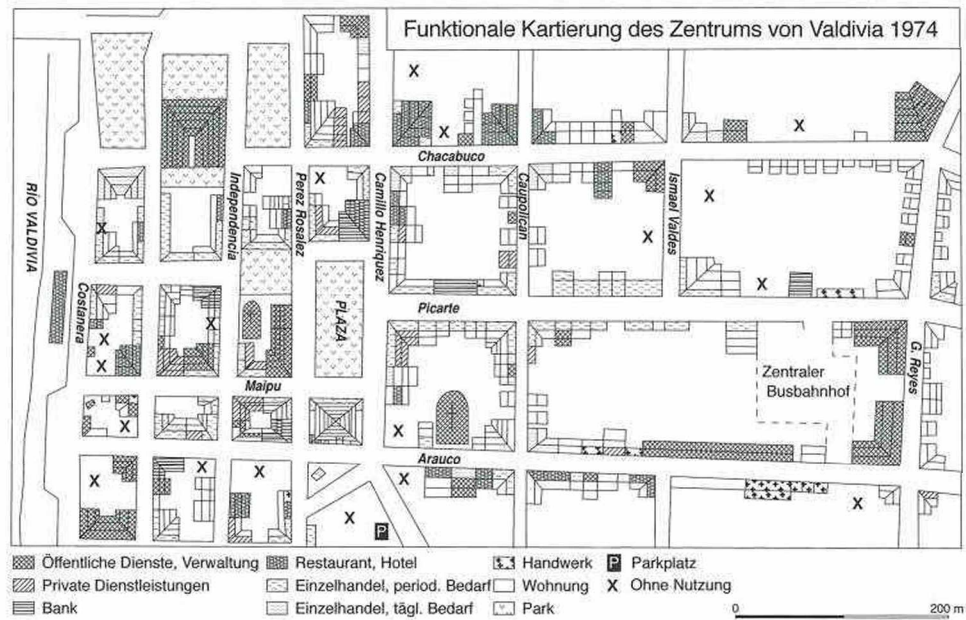 Funktionale Kartierung des Zentrums von Valdivia 1974
X
X
X
Chacabuco
RÍO VALDIVIA
Costanera
Independencia
Perez Rosalez
Camillo Henriquez
Caupolican
Ismael Valdes
G. Reyes
X
X
X
X
X
Picarte
PLAZA
X
X
X
Maipu
Zentraler
Busbahnhof
X
X
Arauco
X
X
X
X
X
X
P
Öffentliche Dienste, Verwaltung
Private Dienstleistungen
Bank
Restaurant, Hotel
Einzelhandel, period. Bedarf
Einzelhandel, tägl. Bedarf
Handwerk
Wohnung
Park
P Parkplatz
X Ohne Nutzung
0 200 m